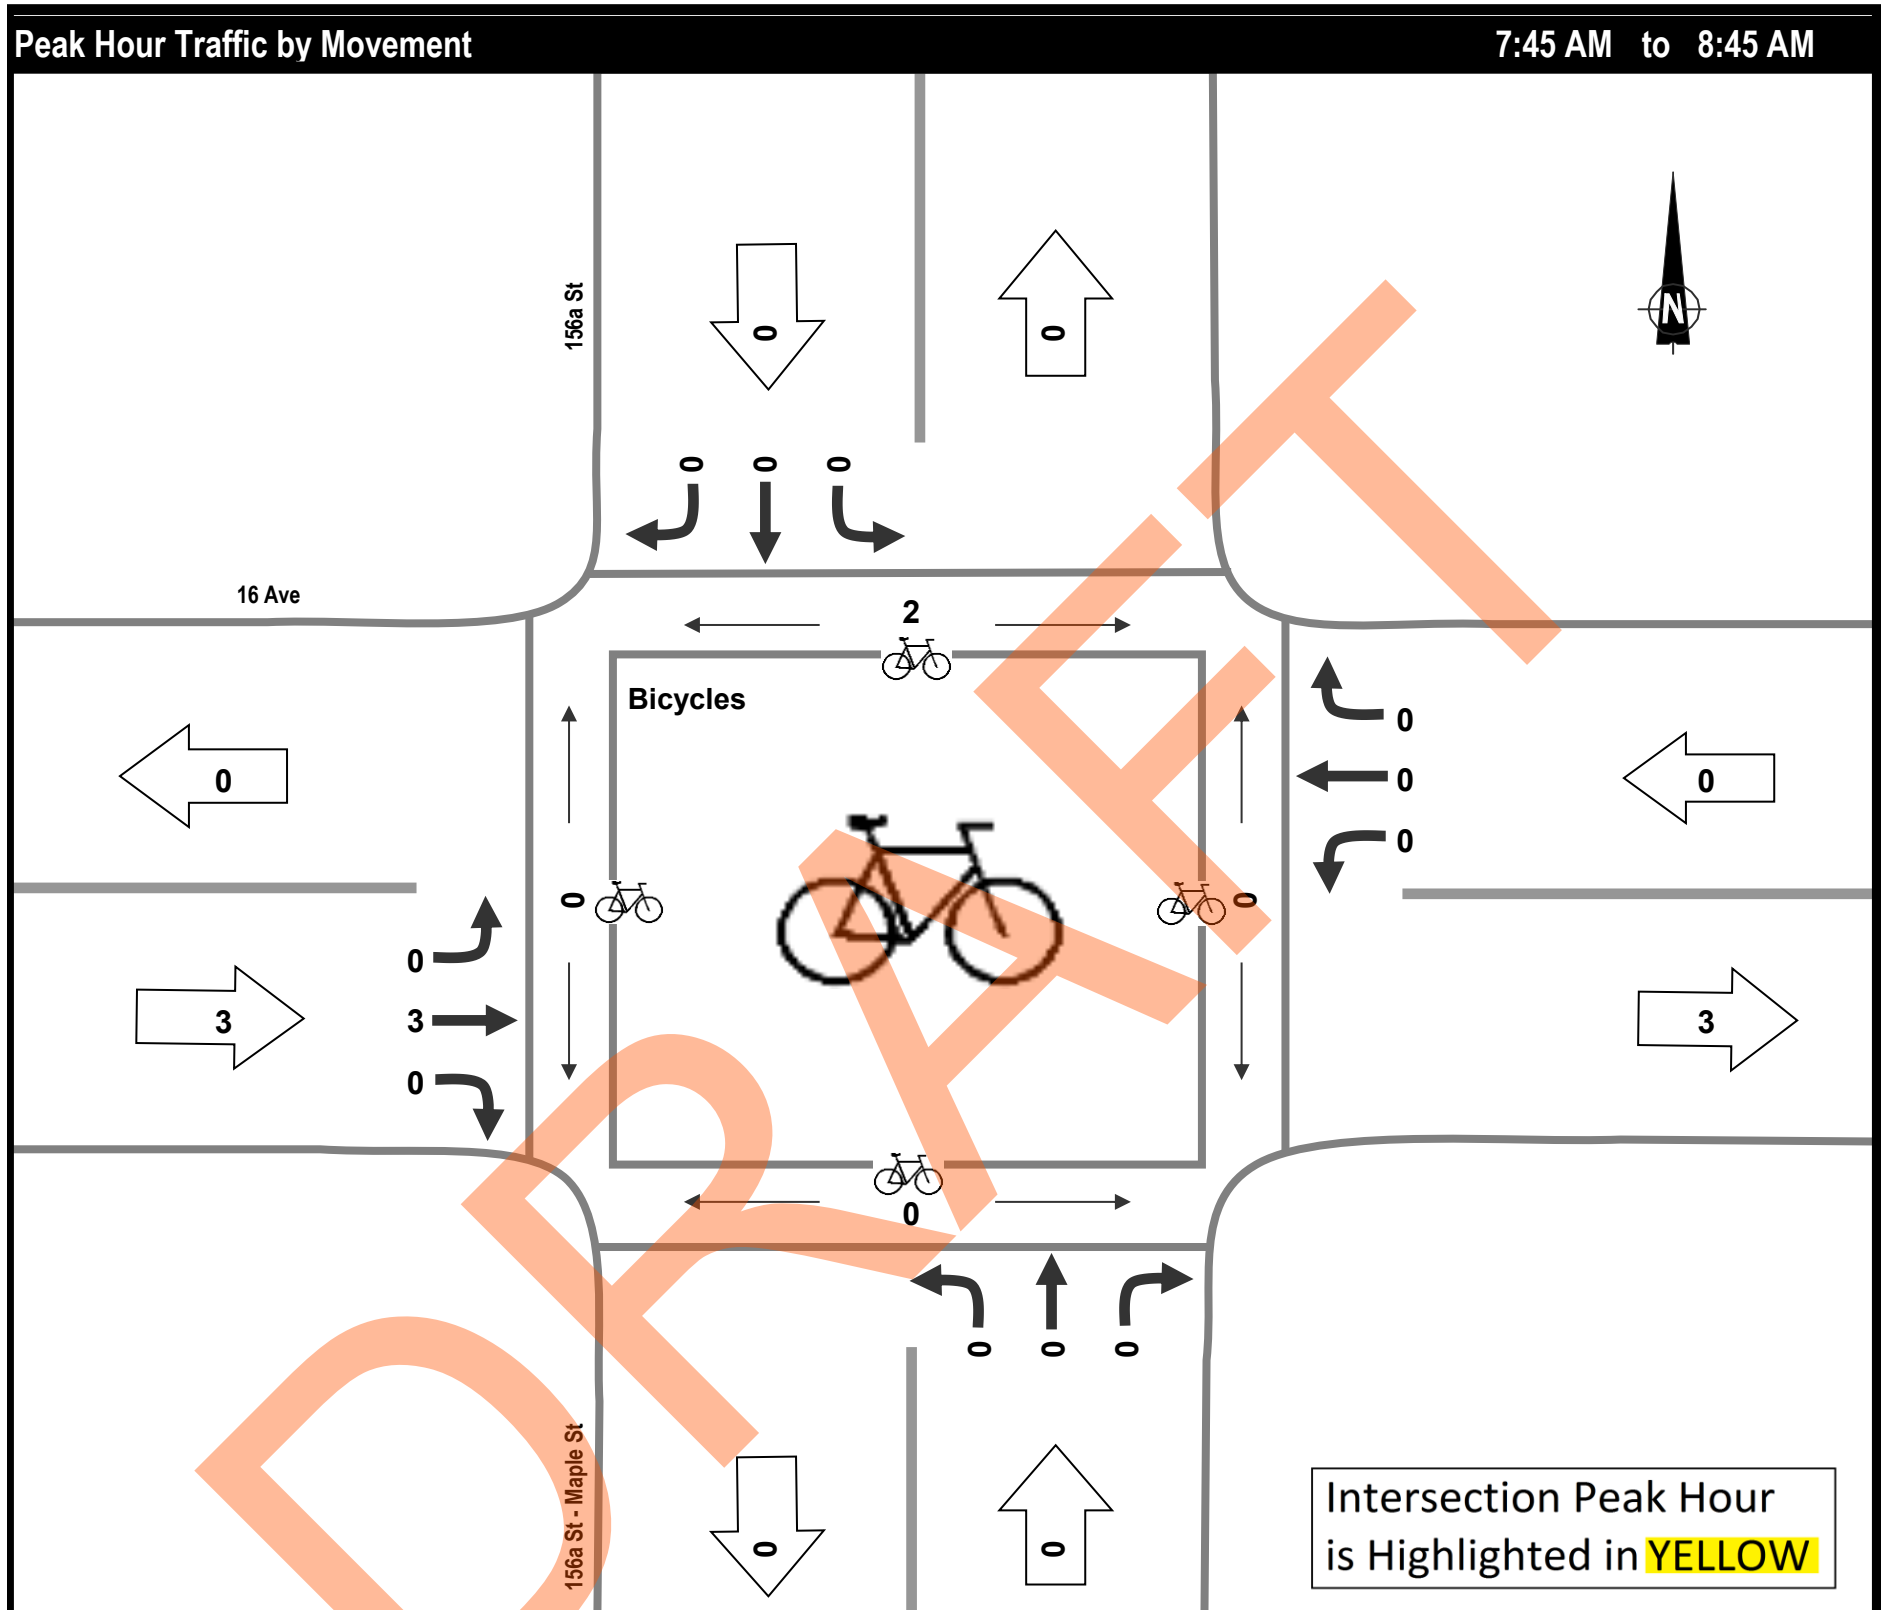 Peak Hour Traffic by Movement 7:45 AM to 8:45 AM
156a St
0 0
0 0 0
N
16 Ave
2
Bicycles
0
0
0
0
0
0
0 0
0
3 3
0
3
0
0 0 0
156a St - Maple St
0 0
Intersection Peak Hour
is Highlighted in YELLOW
DRAFT